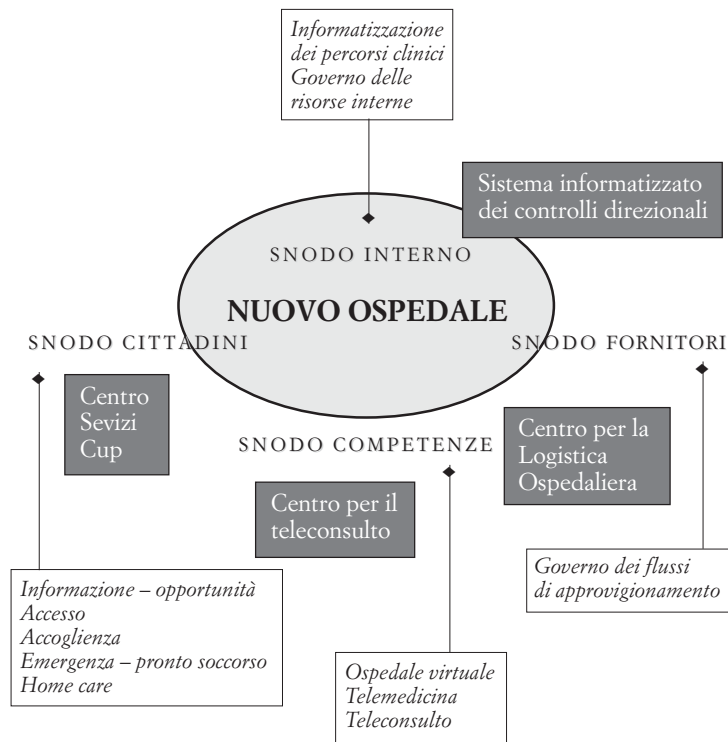 Informatizzazione
dei percorsi clinici
Governo delle
risorse interne
Sistema informatizzato
dei controlli direzionali
SNODO INTERNO
NUOVO OSPEDALE
SNODO CITTADINI
SNODO FORNITORI
Centro
Sevizi
Cup
SNODO COMPETENZE
Centro per la
Logistica
Ospedaliera
Centro per il
teleconsulto
Informazione – opportunità
Accesso
Accoglienza
Emergenza – pronto soccorso
Home care
Governo dei flussi
di approvigionamento
Ospedale virtuale
Telemedicina
Teleconsulto